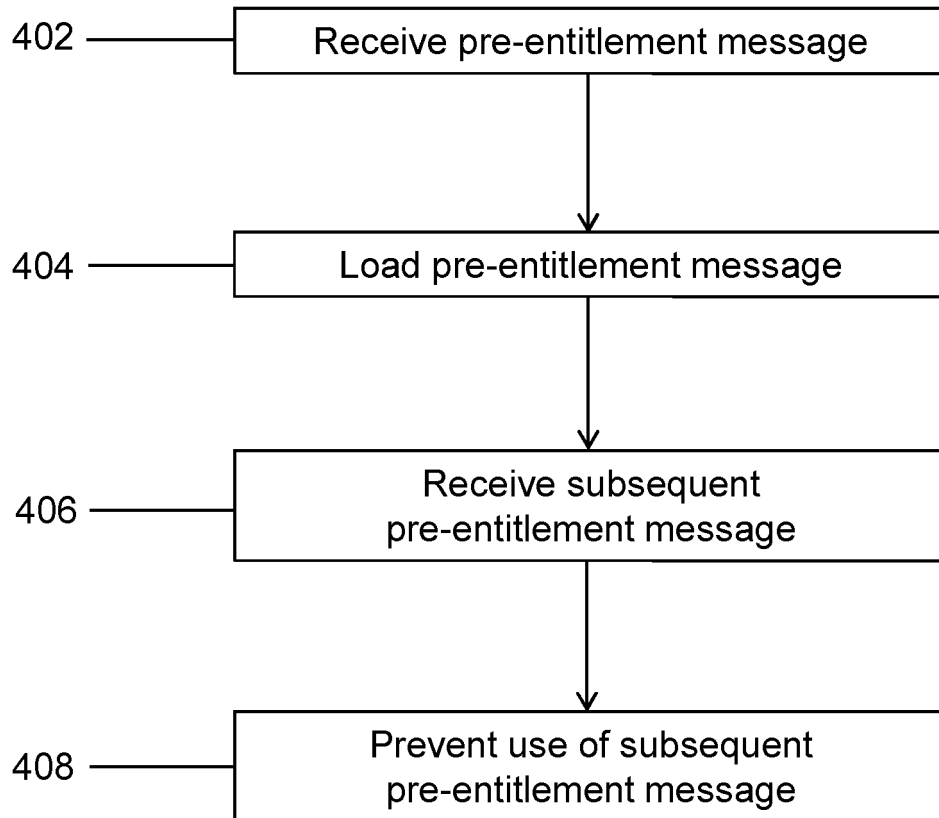 402
Receive pre-entitlement message
404
Load pre-entitlement message
406
Receive subsequent
pre-entitlement message
408
Prevent use of subsequent
pre-entitlement message